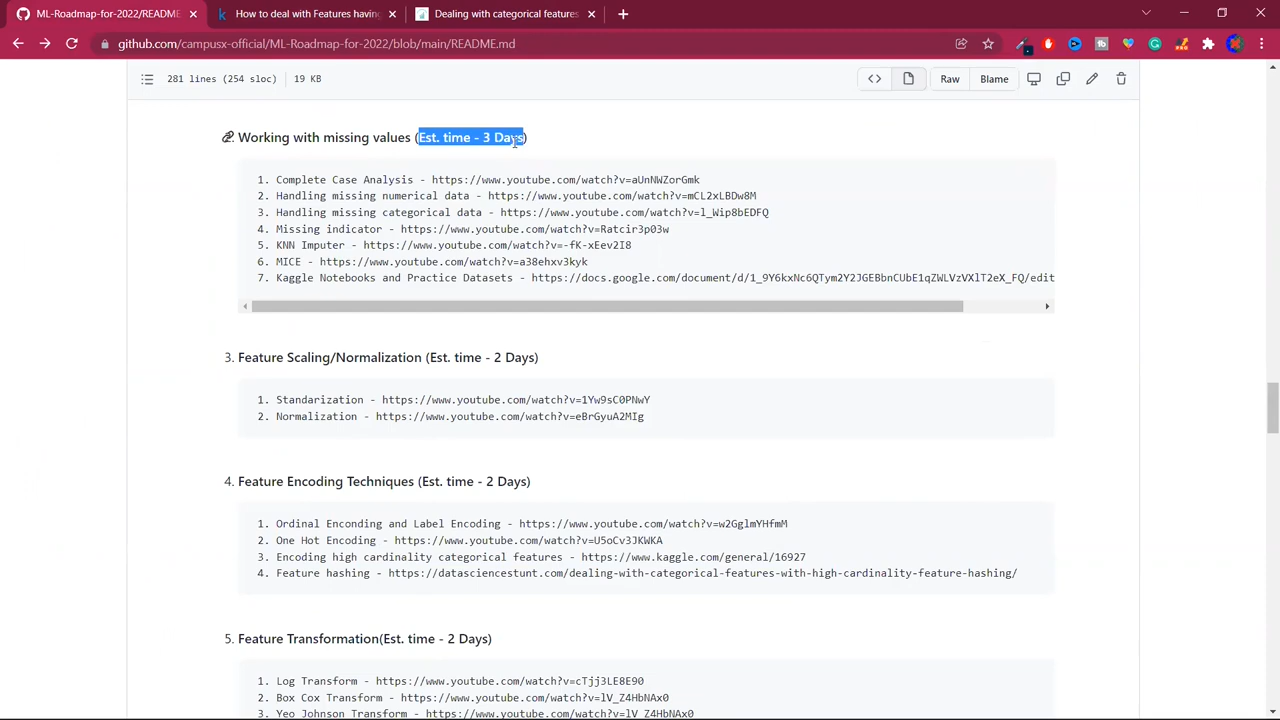 ML-Roadmap-for-2022/README
How to deal with Features having
Dealing with categorical features
github.com/campusx-official/ML-Roadmap-for-2022/blob/main/README.md
281 lines (254 sloc) 19 KB
Raw
Blame
Working with missing values (Est. time - 3 Days)
1. Complete Case Analysis - https://www.youtube.com/watch?v=aUnNWZorGmk
2. Handling missing numerical data - https://www.youtube.com/watch?v=mCL2xLBDw8M
3. Handling missing categorical data - https://www.youtube.com/watch?v=l_Wip8bEDFQ
4. Missing indicator - https://www.youtube.com/watch?v=Ratcir3p03w
5. KNN Imputer - https://www.youtube.com/watch?v=-fK-xEev2I8
6. MICE - https://www.youtube.com/watch?v=a38ehxv3kyk
7. Kaggle Notebooks and Practice Datasets - https://docs.google.com/document/d/1_9Y6kxNc6QTym2Y2JGEBbnCUbE1qZWLVzVXlT2eX_FQ/edit
3. Feature Scaling/Normalization (Est. time - 2 Days)
1. Standarization - https://www.youtube.com/watch?v=1Yw9sC0PNwY
2. Normalization - https://www.youtube.com/watch?v=eBrGyuA2MIg
4. Feature Encoding Techniques (Est. time - 2 Days)
1. Ordinal Enconding and Label Encoding - https://www.youtube.com/watch?v=w2GglmYHfmM
2. One Hot Encoding - https://www.youtube.com/watch?v=U5oCv3JKWKA
3. Encoding high cardinality categorical features - https://www.kaggle.com/general/16927
4. Feature hashing - https://datasciencestunt.com/dealing-with-categorical-features-with-high-cardinality-feature-hashing/
5. Feature Transformation(Est. time - 2 Days)
1. Log Transform - https://www.youtube.com/watch?v=cTjj3LE8E90
2. Box Cox Transform - https://www.youtube.com/watch?v=lV_Z4HbNAx0
3. Yeo Johnson Transform - https://www.youtube.com/watch?v=lV_Z4HbNAx0